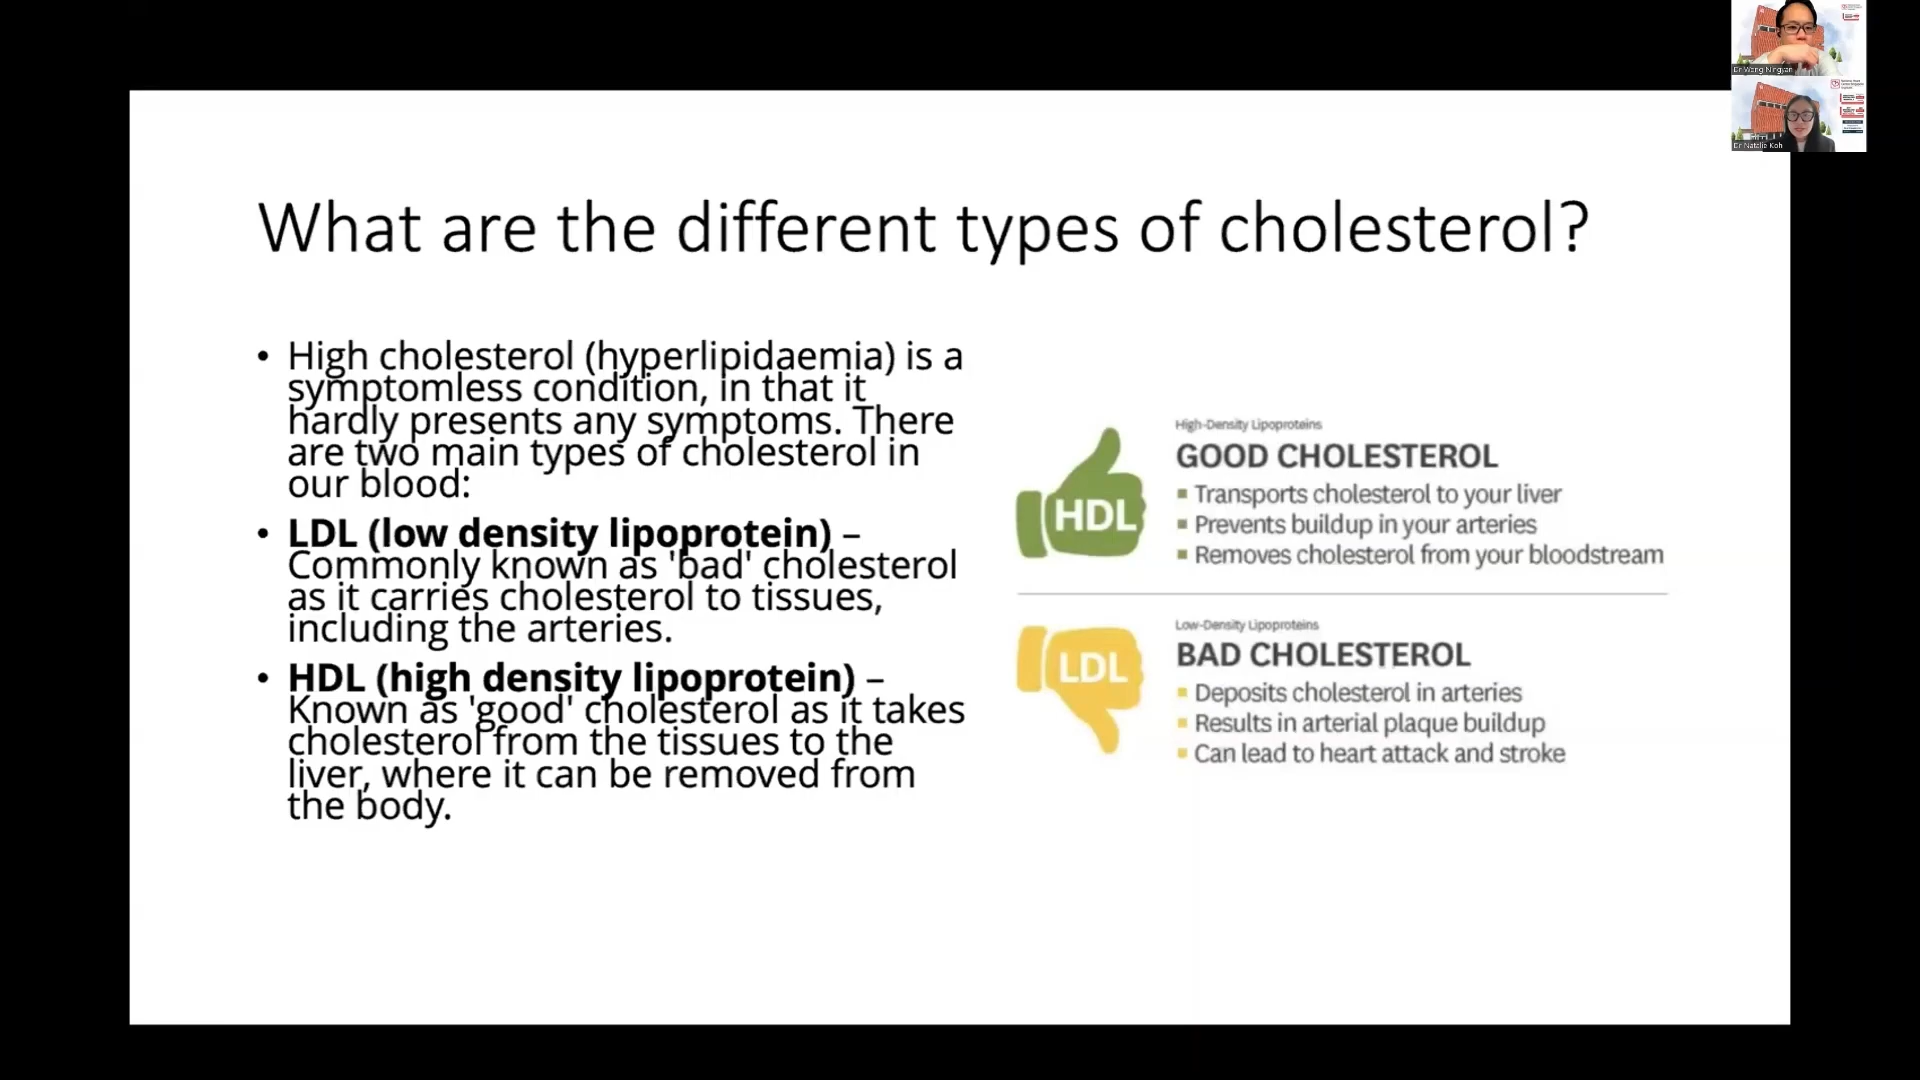 What are the different types of cholesterol?
• High cholesterol (hyperlipidaemia) is a
symptomless condition, in that it
hardly presents any symptoms. There
are two main types of cholesterol in
our blood:
• LDL (low density lipoprotein) –
Commonly known as 'bad' cholesterol
as it carries cholesterol to tissues,
including the arteries.
• HDL (high density lipoprotein) –
Known as 'good' cholesterol as it takes
cholesterol from the tissues to the
liver, where it can be removed from
the body.
HDL
High-Density Lipoproteins
GOOD CHOLESTEROL
▪ Transports cholesterol to your liver
▪ Prevents buildup in your arteries
▪ Removes cholesterol from your bloodstream
LDL
Low-Density Lipoproteins
BAD CHOLESTEROL
▪ Deposits cholesterol in arteries
▪ Results in arterial plaque buildup
▪ Can lead to heart attack and stroke
Dr Wang Ningyan
Dr Natalie Koh